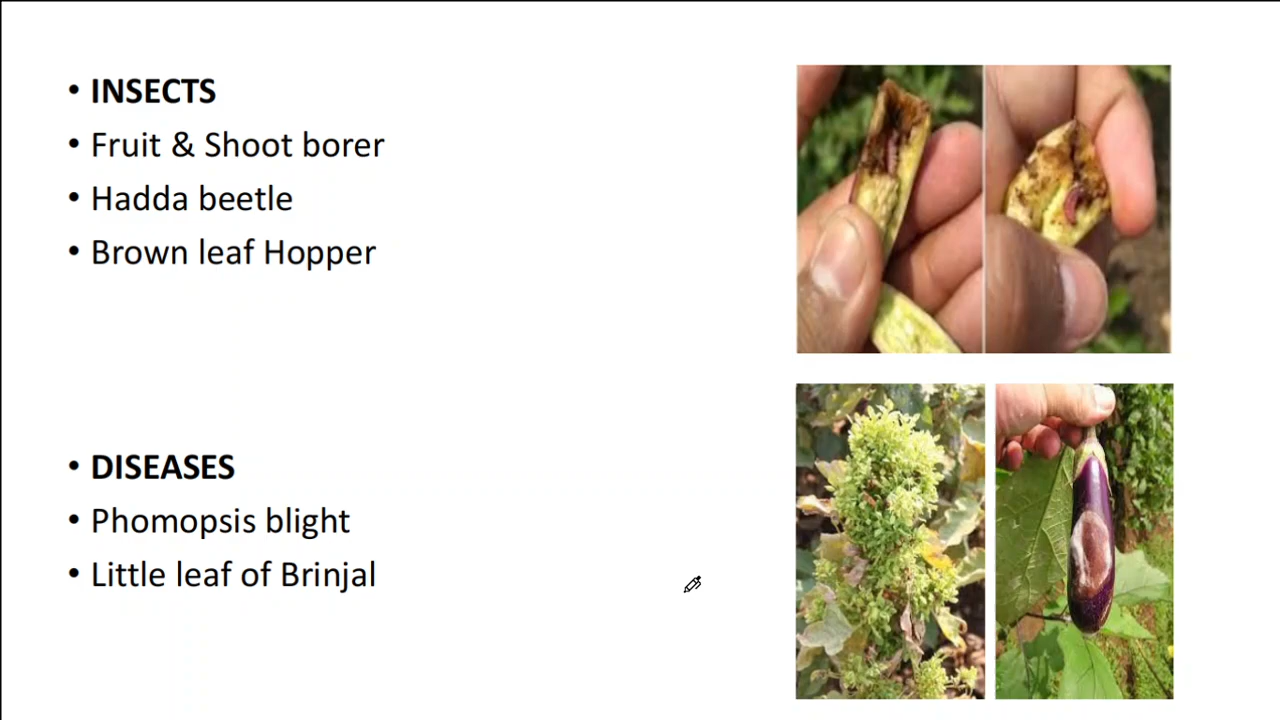 • INSECTS
• Fruit & Shoot borer
• Hadda beetle
• Brown leaf Hopper
• DISEASES
• Phomopsis blight
• Little leaf of Brinjal